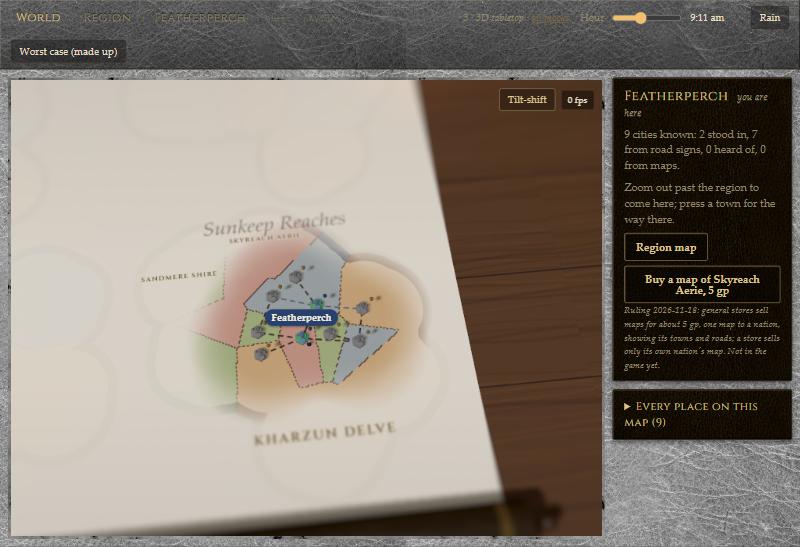 World Region Featherperch
3 · 3D tabletop
Hour 9:11 am Rain
Worst case (made up)
Tilt-shift 0 fps
Sunkeep Reaches
SKYREACH AERIE
SANDMERE SHIRE
Featherperch
KHARZUN DELVE
Featherperch you are
here
9 cities known: 2 stood in, 7
from road signs, 0 heard of, 0
from maps.
Zoom out past the region to
come here; press a town for the
way there.
Region map
Buy a map of Skyreach
Aerie, 5 gp
Ruling 2026-11-18: general stores sell
maps for about 5 gp, one map to a nation,
showing its towns and roads; a store sells
only its own nation's map. Not in the
game yet.
▶ Every place on this
map (9)